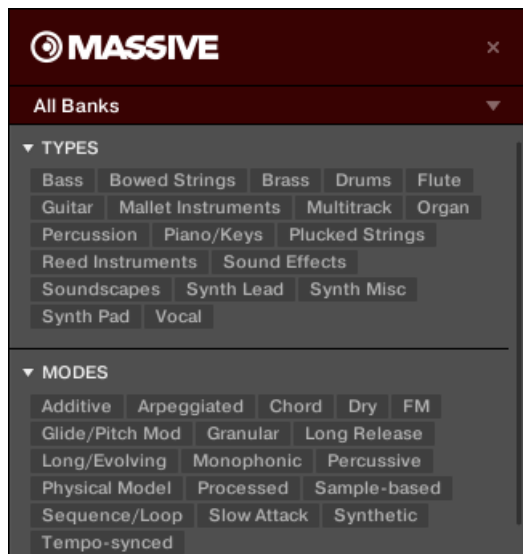 MASSIVE
All Banks
TYPES
Bass Bowed Strings Brass Drums Flute
Guitar Mallet Instruments Multitrack Organ
Percussion Piano/Keys Plucked Strings
Reed Instruments Sound Effects
Soundscapes Synth Lead Synth Misc
Synth Pad Vocal
MODES
Additive Arpeggiated Chord Dry FM
Glide/Pitch Mod Granular Long Release
Long/Evolving Monophonic Percussive
Physical Model Processed Sample-based
Sequence/Loop Slow Attack Synthetic
Tempo-synced